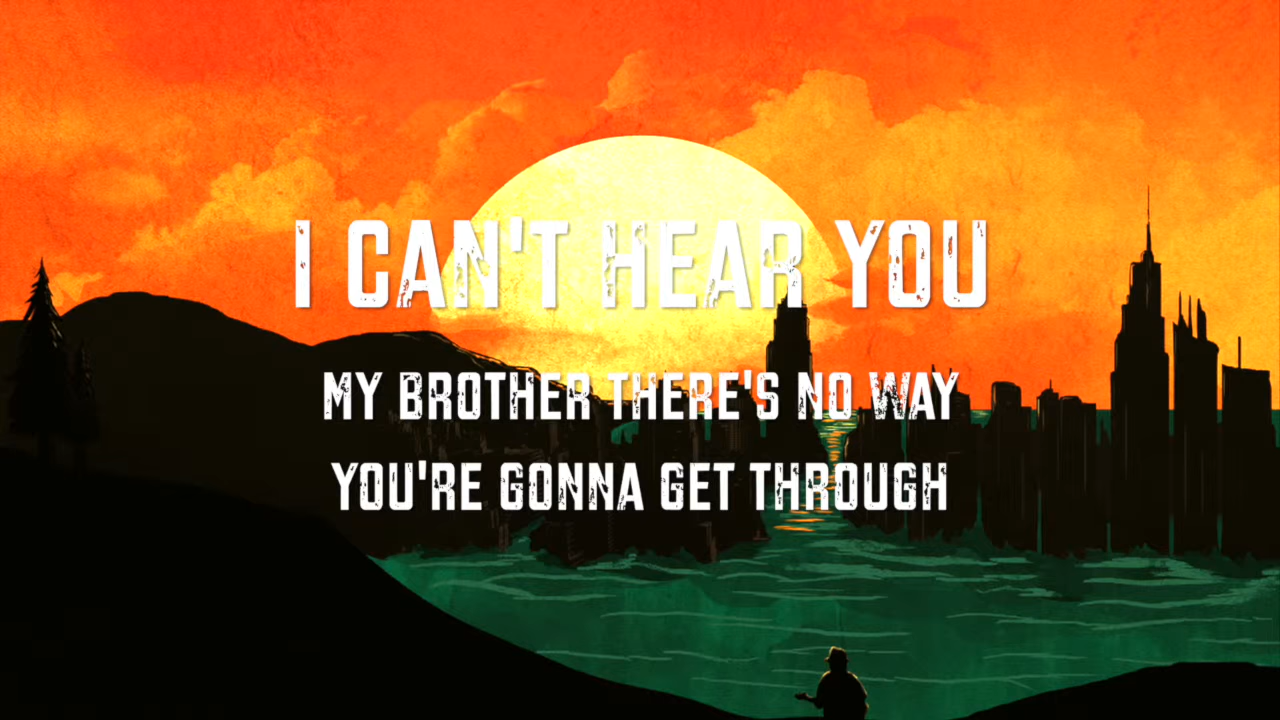 I CAN'T HEAR YOU
MY BROTHER THERE'S NO WAY
YOU'RE GONNA GET THROUGH